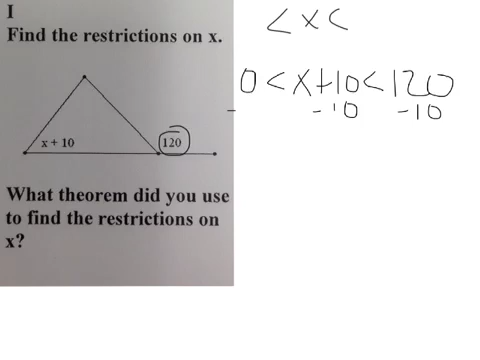 I
Find the restrictions on x.
x + 10
120
What theorem did you use
to find the restrictions on
x?
< x <
0 < x+10 < 120
- -10 -10